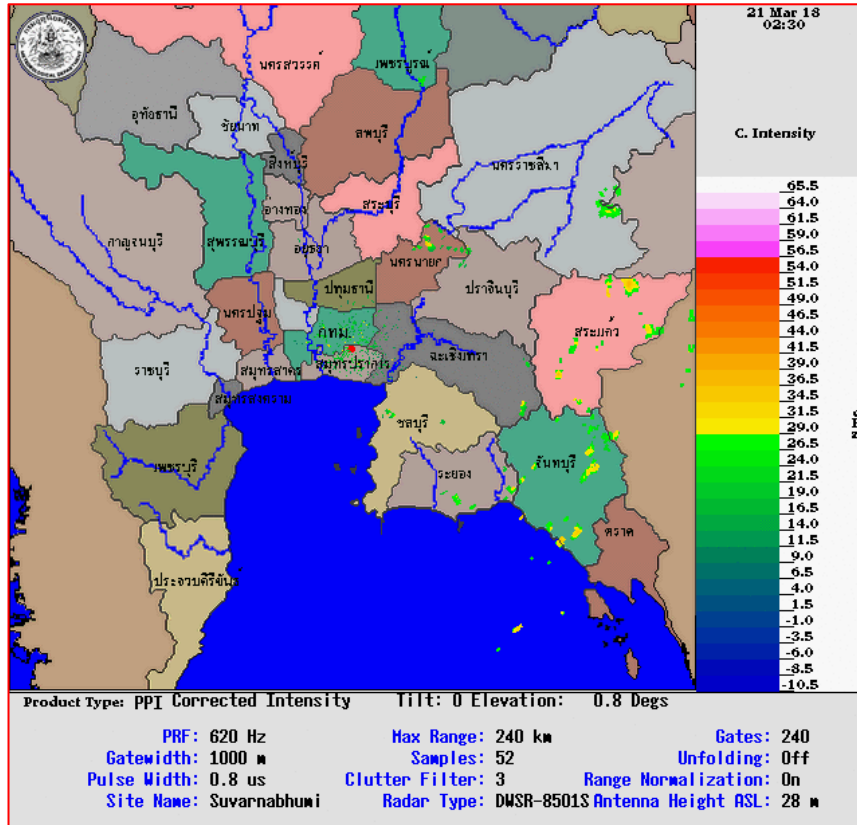 21 Mar 18
02:30
C. Intensity
นครสวรรค์
เพชรบูรณ์
อุทัยธานี
ชัยนาท
ลพบุรี
สิงห์บุรี
นครราชสีมา
สระบุรี
อ่างทอง
กาญจนบุรี
สุพรรณบุรี
อยุธยา
นครนายก
ปราจีนบุรี
ปทุมธานี
นครปฐม
สระแก้ว
กทม.
ฉะเชิงเทรา
ราชบุรี
สมุทรสาคร
สมุทรปราการ
สมุทรสงคราม
ชลบุรี
เพชรบุรี
ระยอง
จันทบุรี
ตราด
ประจวบคีรีขันธ์
65.5
64.0
61.5
59.0
56.5
54.0
51.5
49.0
46.5
44.0
41.5
39.0
36.5
34.0
31.5
29.0
26.5
24.0
21.5
19.0
16.5
14.0
11.5
9.0
6.5
4.0
1.5
-1.0
-3.5
-6.0
-8.5
-10.5
Product Type: PPI Corrected Intensity Tilt: 0 Elevation: 0.8 Degs
PRF: 620 Hz Max Range: 240 km Gates: 240
Gatewidth: 1000 m Samples: 52 Unfolding: Off
Pulse Width: 0.8 us Clutter Filter: 3 Range Normalization: On
Site Name: Suvarnabhumi Radar Type: DWSR-8501S Antenna Height ASL: 28 m